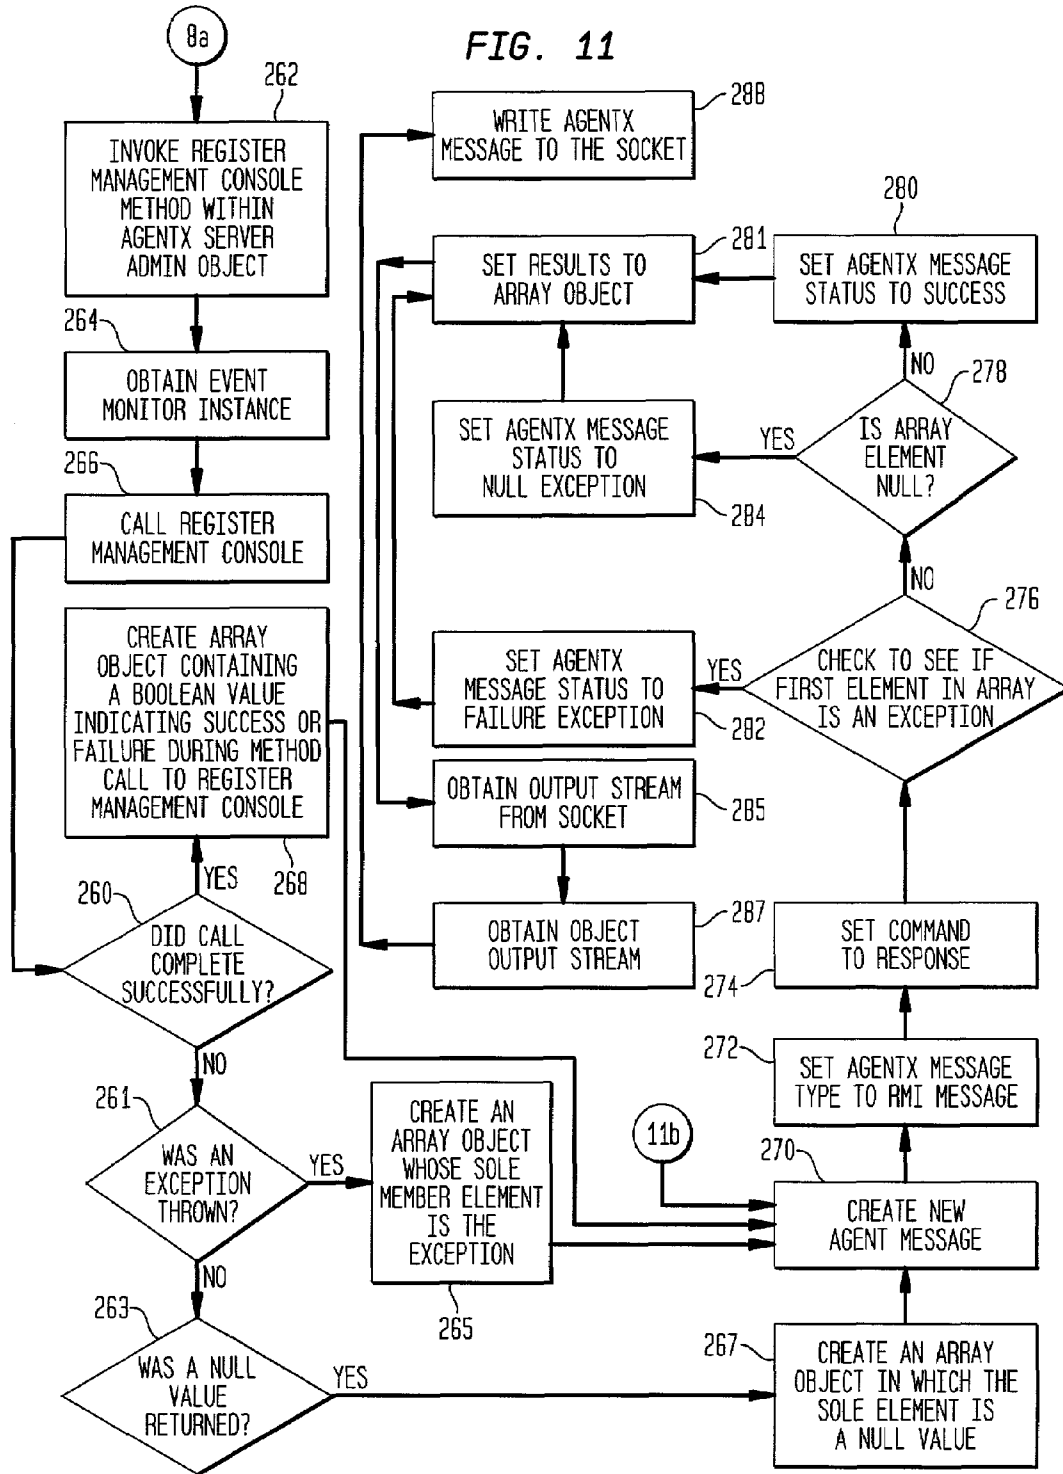 8a
FIG. 11
262
INVOKE REGISTER
MANAGEMENT CONSOLE
METHOD WITHIN
AGENTX SERVER
ADMIN OBJECT
264
OBTAIN EVENT
MONITOR INSTANCE
266
CALL REGISTER
MANAGEMENT CONSOLE
CREATE ARRAY
OBJECT CONTAINING
A BOOLEAN VALUE
INDICATING SUCCESS OR
FAILURE DURING METHOD
CALL TO REGISTER
MANAGEMENT CONSOLE
268
YES
260
DID CALL
COMPLETE
SUCCESSFULLY?
NO
261
WAS AN
EXCEPTION
THROWN?
YES
NO
263
WAS A NULL
VALUE
RETURNED?
YES
CREATE AN
ARRAY OBJECT
WHOSE SOLE
MEMBER ELEMENT
IS THE
EXCEPTION
265
288
WRITE AGENTX
MESSAGE TO THE SOCKET
281
SET RESULTS TO
ARRAY OBJECT
280
SET AGENTX MESSAGE
STATUS TO SUCCESS
NO
278
IS ARRAY
ELEMENT
NULL?
YES
SET AGENTX MESSAGE
STATUS TO
NULL EXCEPTION
284
NO
276
CHECK TO SEE IF
FIRST ELEMENT IN ARRAY
IS AN EXCEPTION
YES
SET AGENTX
MESSAGE STATUS TO
FAILURE EXCEPTION
282
OBTAIN OUTPUT STREAM
FROM SOCKET
285
OBTAIN OBJECT
OUTPUT STREAM
287
SET COMMAND
TO RESPONSE
274
272
SET AGENTX MESSAGE
TYPE TO RMI MESSAGE
11b
270
CREATE NEW
AGENT MESSAGE
267
CREATE AN ARRAY
OBJECT IN WHICH THE
SOLE ELEMENT IS
A NULL VALUE